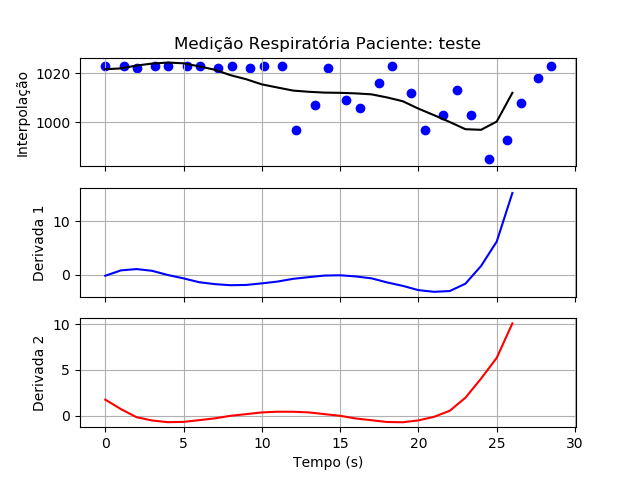 Medição Respiratória Paciente: teste
1020
1000
Interpolação
10
0
Derivada 1
10
5
0
Derivada 2
0
5
10
15
20
25
30
Tempo (s)